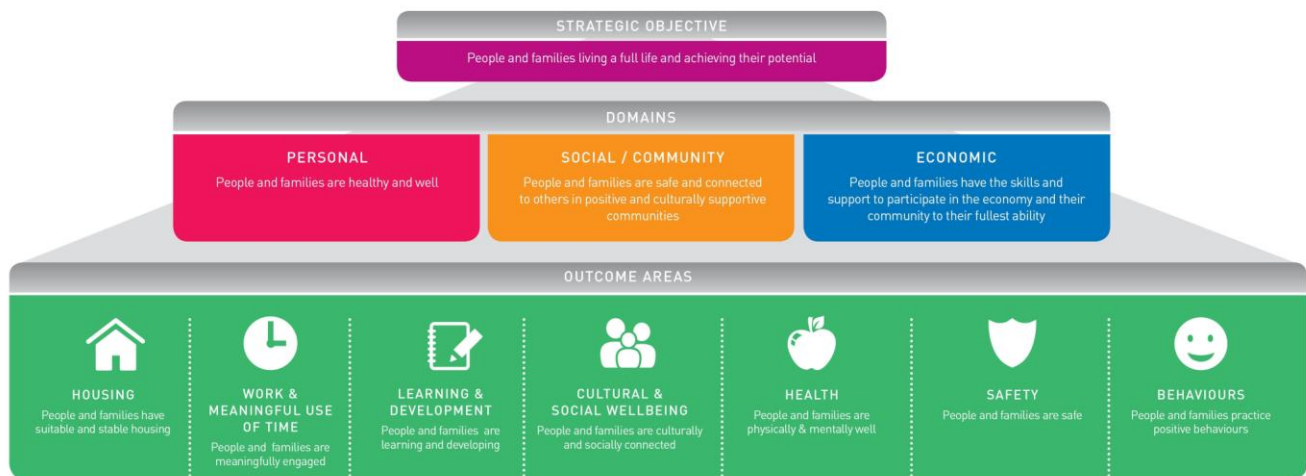 STRATEGIC OBJECTIVE
People and families living a full life and achieving their potential
DOMAINS
PERSONAL
People and families are healthy and well
SOCIAL / COMMUNITY
People and families are safe and connected
to others in positive and culturally supportive
communities
ECONOMIC
People and families have the skills and
support to participate in the economy and their
community to their fullest ability
OUTCOME AREAS
HOUSING
People and families have
suitable and stable housing
WORK &
MEANINGFUL USE
OF TIME
People and families are
meaningfully engaged
LEARNING &
DEVELOPMENT
People and families are
learning and developing
CULTURAL &
SOCIAL WELLBEING
People and families are culturally
and socially connected
HEALTH
People and families are
physically & mentally well
SAFETY
People and families are safe
BEHAVIOURS
People and families practice
positive behaviours